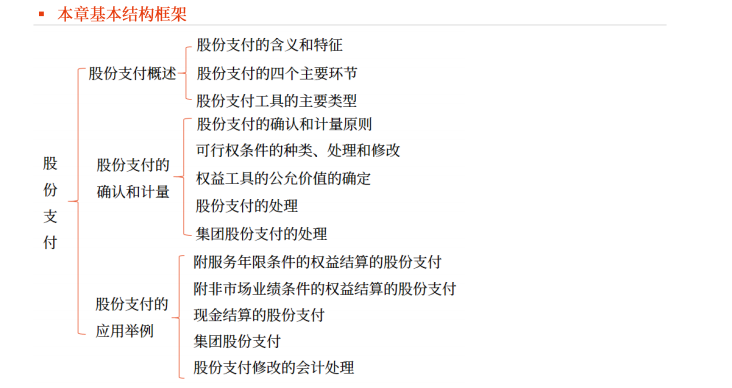 本章基本结构框架
股份支付
股份支付概述
股份支付的含义和特征
股份支付的四个主要环节
股份支付工具的主要类型
股份支付的
确认和计量
股份支付的确认和计量原则
可行权条件的种类、处理和修改
权益工具的公允价值的确定
股份支付的处理
集团股份支付的处理
股份支付的
应用举例
附服务年限条件的权益结算的股份支付
附非市场业绩条件的权益结算的股份支付
现金结算的股份支付
集团股份支付
股份支付修改的会计处理